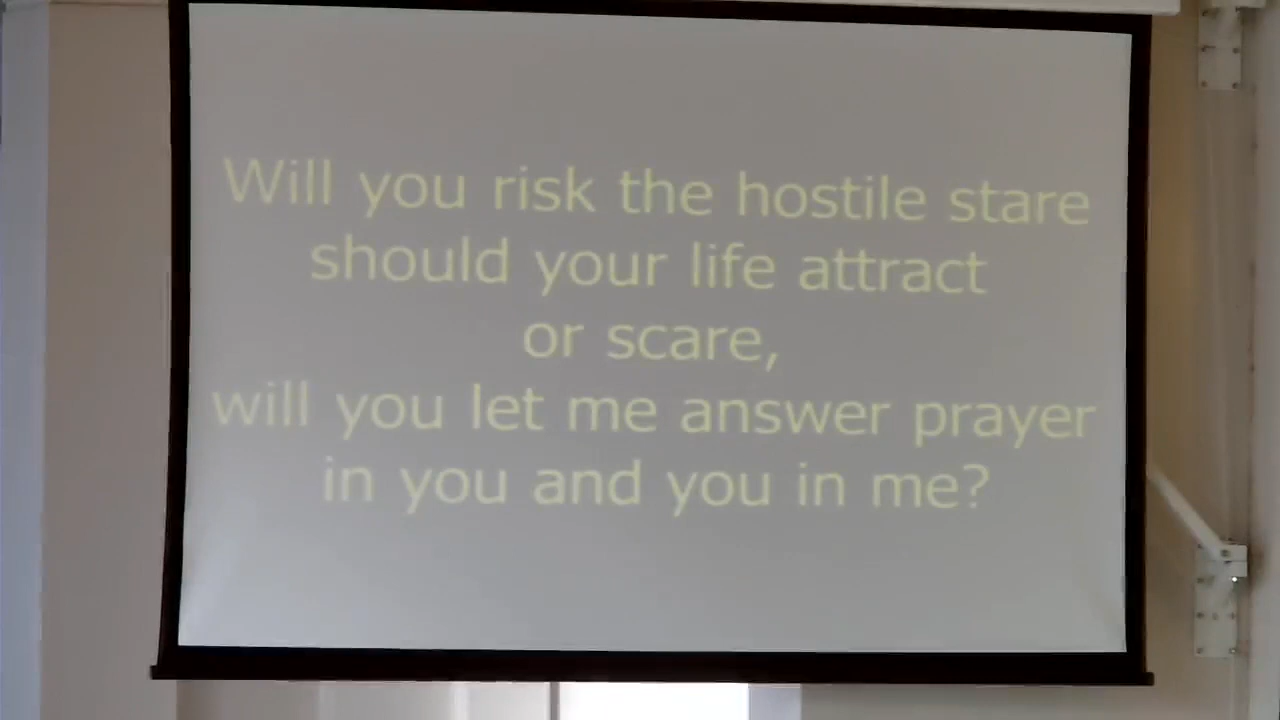 Will you risk the hostile stare
should your life attract
or scare,
will you let me answer prayer
in you and you in me?